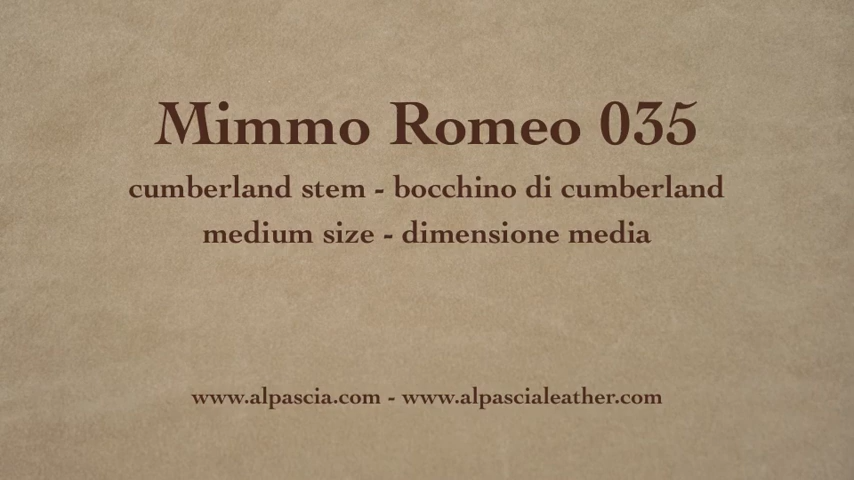 Mimmo Romeo 035
cumberland stem - bocchino di cumberland
medium size - dimensione media
www.alpascia.com - www.alpascialeather.com